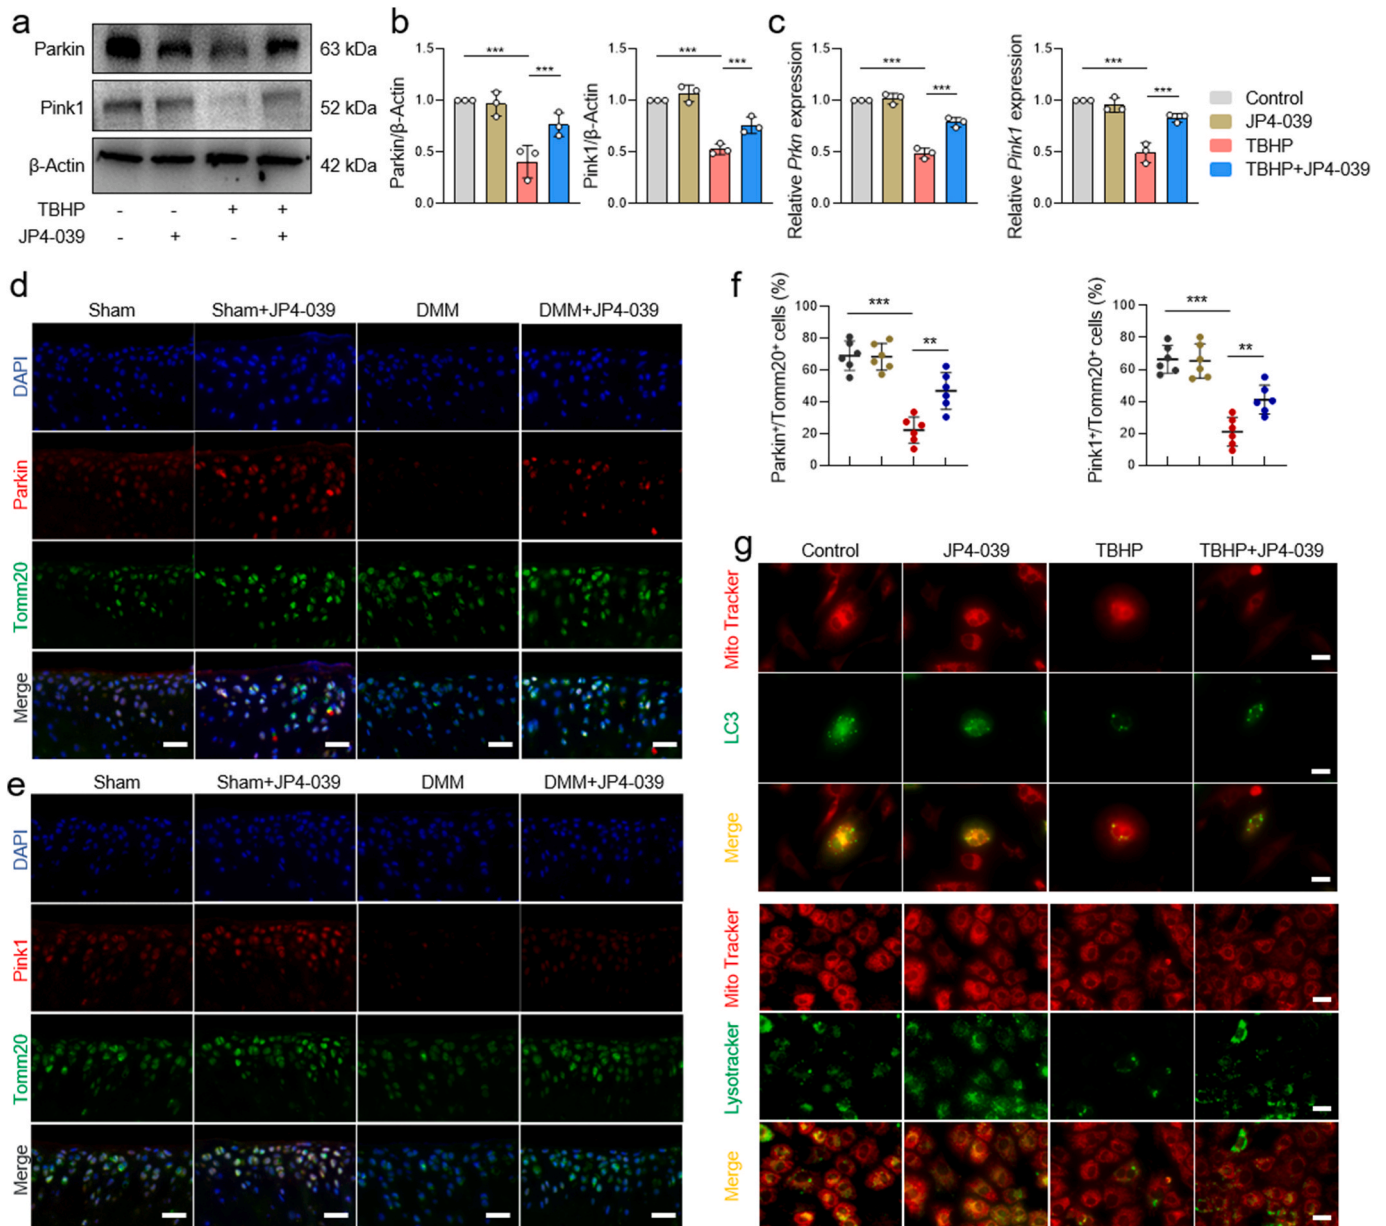 a
Parkin
63 kDa
Pink1
52 kDa
β-Actin
42 kDa
TBHP - - + +
JP4-039 - + - +
b
Parkin/β-Actin
1.5
1.0
0.5
0.0
***
***
Pink1/β-Actin
1.5
1.0
0.5
0.0
***
***
c
Relative Prkn expression
1.5
1.0
0.5
0.0
***
***
Relative Pink1 expression
1.5
1.0
0.5
0.0
***
***
Control
JP4-039
TBHP
TBHP+JP4-039
d
Sham Sham+JP4-039 DMM DMM+JP4-039
DAPI
Parkin
Tomm20
Merge
e
Sham Sham+JP4-039 DMM DMM+JP4-039
DAPI
Pink1
Tomm20
Merge
f
Parkin⁺/Tomm20⁺ cells (%)
100
80
60
40
20
0
***
**
Pink1⁺/Tomm20⁺ cells (%)
100
80
60
40
20
0
***
**
g
Control JP4-039 TBHP TBHP+JP4-039
Mito Tracker
LC3
Merge
Mito Tracker
Lysotracker
Merge